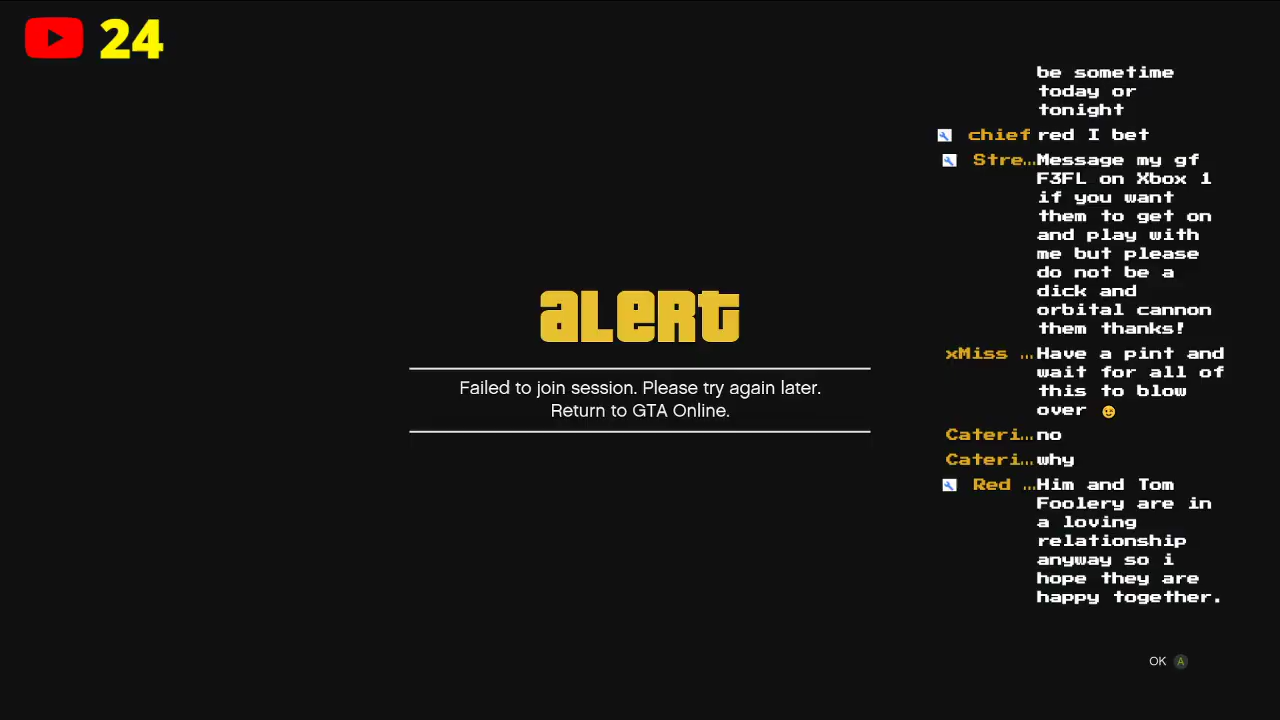 24
be sometime
today or
tonight
chief red I bet
Stre… Message my gf
F3FL on Xbox 1
if you want
them to get on
and play with
me but please
do not be a
dick and
orbital cannon
them thanks!
xMiss … Have a pint and
wait for all of
this to blow
over
Cateri… no
Cateri… why
Red … Him and Tom
Foolery are in
a loving
relationship
anyway so i
hope they are
happy together.
alert
Failed to join session. Please try again later.
Return to GTA Online.
OK A